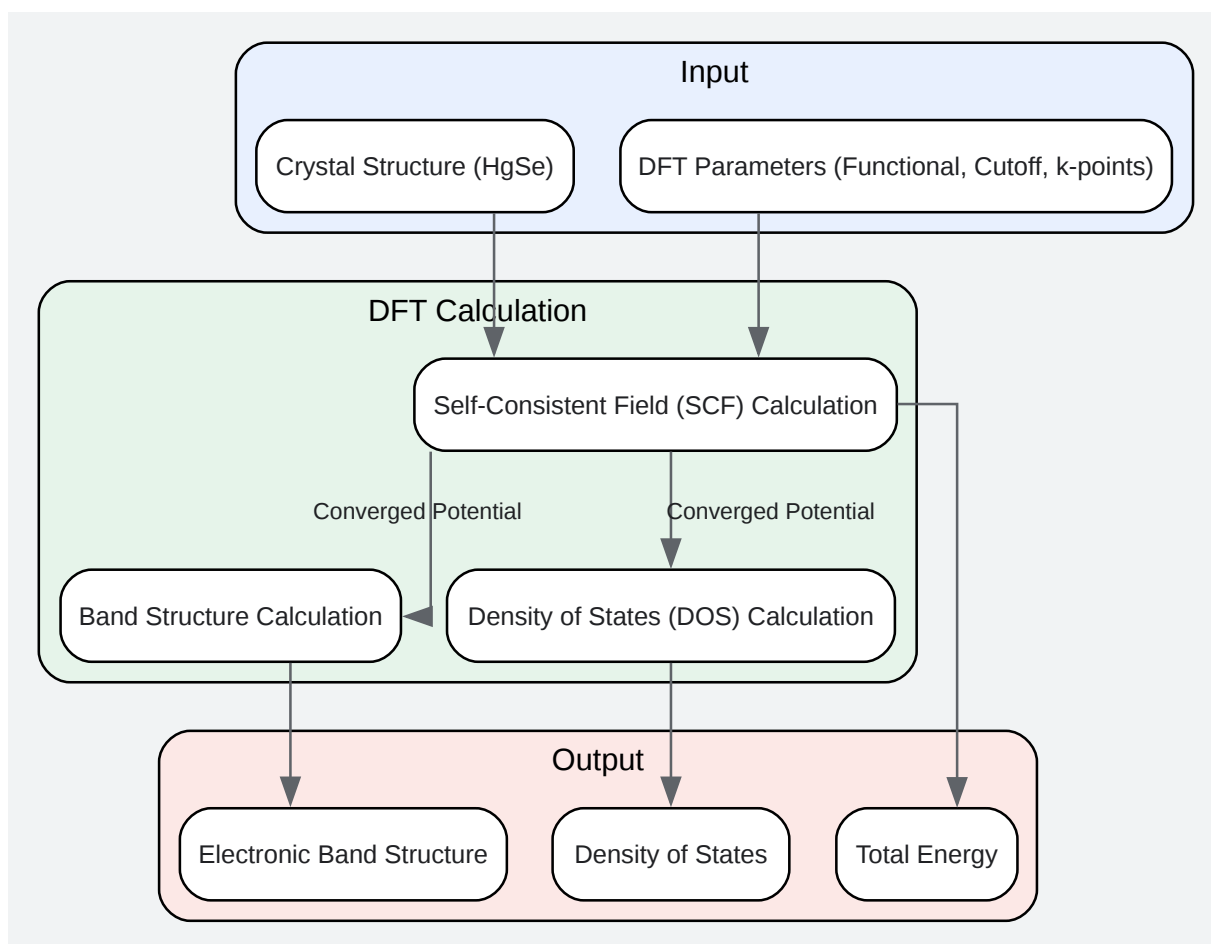 Input
Crystal Structure (HgSe)
DFT Parameters (Functional, Cutoff, k-points)
DFT Calculation
Self-Consistent Field (SCF) Calculation
Converged Potential
Converged Potential
Band Structure Calculation
Density of States (DOS) Calculation
Output
Electronic Band Structure
Density of States
Total Energy